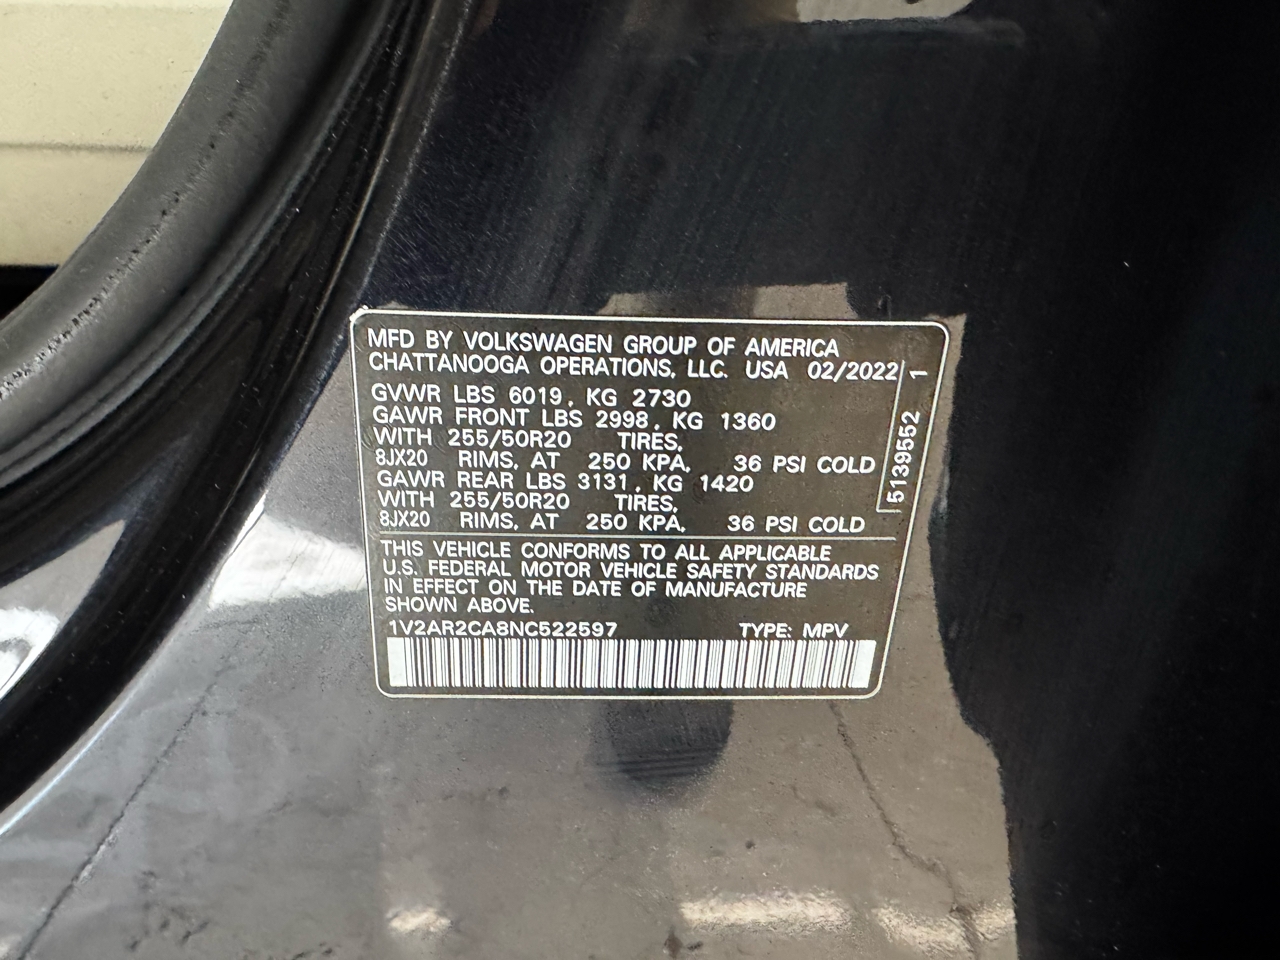 MFD BY VOLKSWAGEN GROUP OF AMERICA
CHATTANOOGA OPERATIONS, LLC. USA 02/2022
GVWR LBS 6019, KG 2730
GAWR FRONT LBS 2998, KG 1360
WITH 255/50R20 TIRES,
8JX20 RIMS, AT 250 KPA, 36 PSI COLD
GAWR REAR LBS 3131, KG 1420
WITH 255/50R20 TIRES,
8JX20 RIMS, AT 250 KPA, 36 PSI COLD
5139552 1
THIS VEHICLE CONFORMS TO ALL APPLICABLE
U.S. FEDERAL MOTOR VEHICLE SAFETY STANDARDS
IN EFFECT ON THE DATE OF MANUFACTURE
SHOWN ABOVE.
1V2AR2CA8NC522597 TYPE: MPV